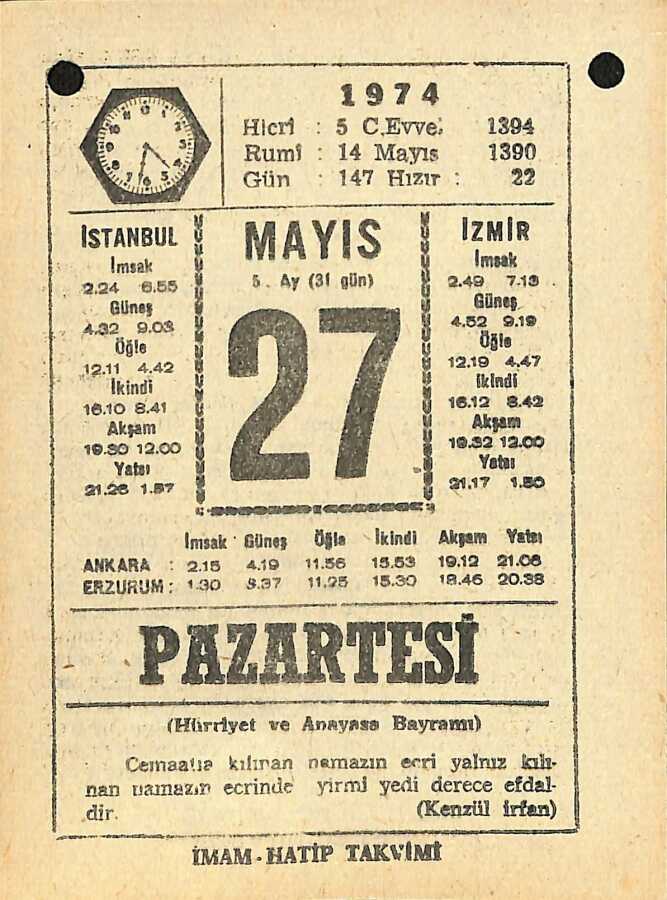 1974
Hicrî : 5 C.Evvel 1394
Rumî : 14 Mayıs 1390
Gün : 147 Hızır : 22
İSTANBUL
İmsak
2.24 6.55
Güneş
4.32 9.03
Öğle
12.11 4.42
İkindi
16.10 8.41
Akşam
19.30 12.00
Yatsı
21.26 1.57
MAYIS
5. Ay (31 gün)
27
İZMİR
İmsak
2.49 7.18
Güneş
4.52 9.19
Öğle
12.19 4.47
İkindi
16.12 8.42
Akşam
19.32 12.00
Yatsı
21.17 1.50
İmsak Güneş Öğle İkindi Akşam Yatsı
ANKARA : 2.15 4.19 11.56 15.53 19.12 21.08
ERZURUM : 1.30 3.37 11.25 15.30 18.46 20.38
PAZARTESİ
(Hürriyet ve Anayasa Bayramı)
Cemaatle kılınan namazın ecri yalnız kılı-
nan namazın ecrinde yirmi yedi derece efdal-
dir. (Kenzül irfan)
İMAM - HATİP TAKVİMİ